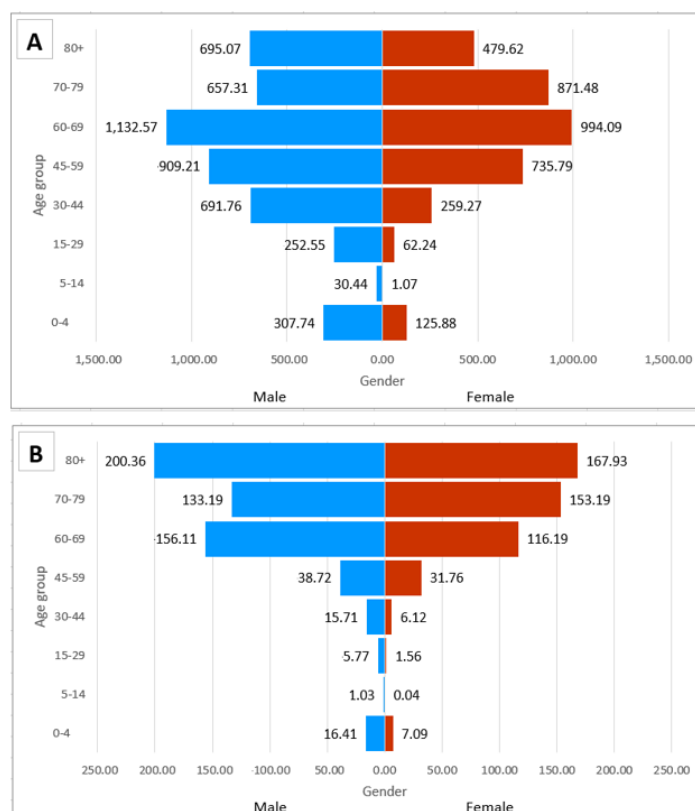 A
80+ 695.07 479.62
70-79 657.31 871.48
60-69 1,132.57 994.09
45-59 -909.21 735.79
30-44 691.76 259.27
15-29 252.55 62.24
5-14 30.44 1.07
0-4 307.74 125.88
Age group
1,500.00 1,000.00 500.00 0.00 500.00 1,000.00 1,500.00
Gender
Male Female
B
80+ 200.36 167.93
70-79 133.19 153.19
60-69 -156.11 116.19
45-59 38.72 31.76
30-44 15.71 6.12
15-29 5.77 1.56
5-14 1.03 0.04
0-4 16.41 7.09
Age group
250.00 200.00 150.00 100.00 50.00 0.00 50.00 100.00 150.00 200.00 250.00
Gender
Male Female